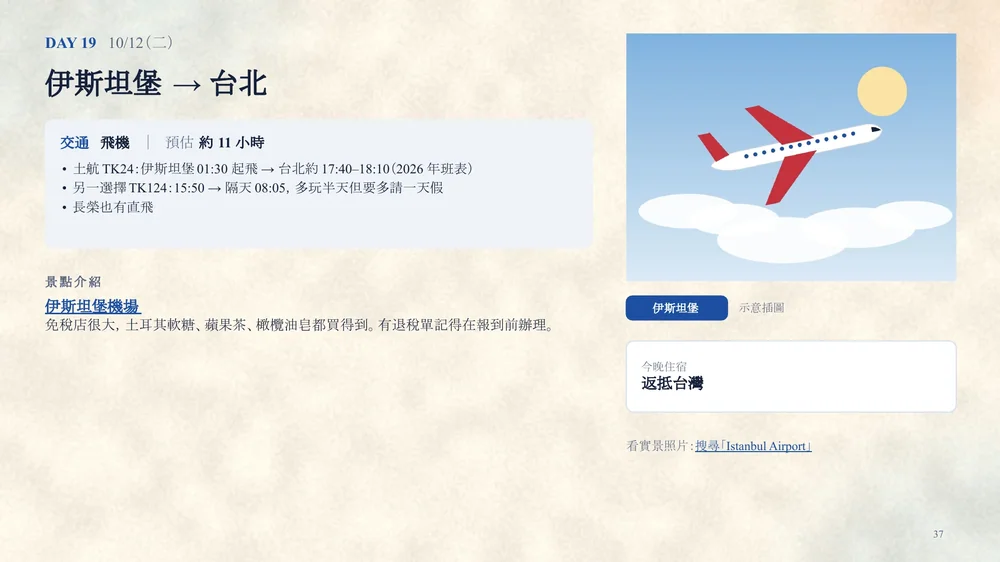 DAY 19 10/12(二)
伊斯坦堡 → 台北
交通 飛機 | 預估 約 11 小時
• 土航 TK24:伊斯坦堡 01:30 起飛 → 台北約 17:40–18:10(2026 年班表)
• 另一選擇 TK124:15:50 → 隔天 08:05, 多玩半天但要多請一天假
• 長榮也有直飛
景點介紹
伊斯坦堡機場
免稅店很大, 土耳其軟糖、蘋果茶、橄欖油皂都買得到。有退稅單記得在報到前辦理。
伊斯坦堡 示意插圖
今晚住宿
返抵台灣
看實景照片:搜尋「Istanbul Airport」
37